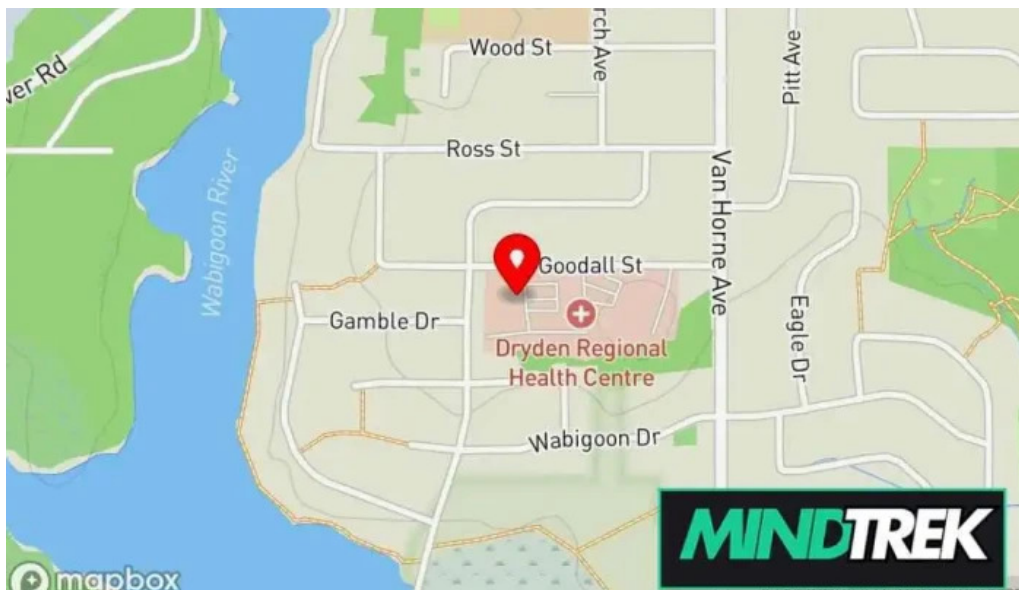 Wood St
rch Ave
Pitt Ave
ver Rd
Ross St
Van Horne Ave
Wabigoon River
Goodall St
Gamble Dr
Eagle Dr
Dryden Regional
Health Centre
Wabigoon Dr
MINDTREK
mapbox